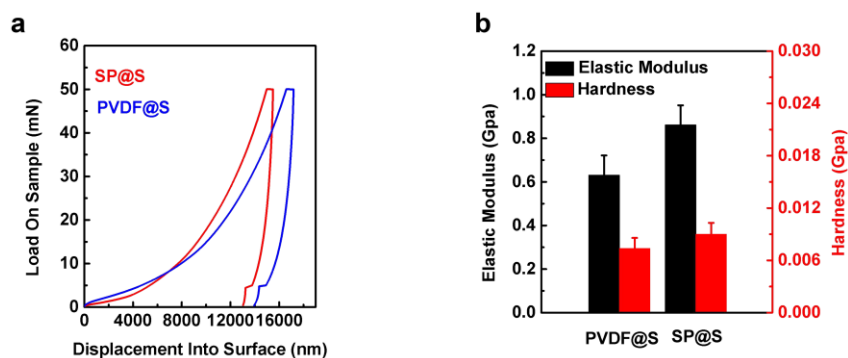 a
60
50
40
30
20
10
0
Load On Sample (mN)
SP@S
PVDF@S
0 4000 8000 12000 16000
Displacement Into Surface (nm)
b
1.2
1.0
0.8
0.6
0.4
0.2
0.0
Elastic Modulus (Gpa)
Elastic Modulus
Hardness
0.030
0.024
0.018
0.012
0.006
0.000
Hardness (Gpa)
PVDF@S SP@S